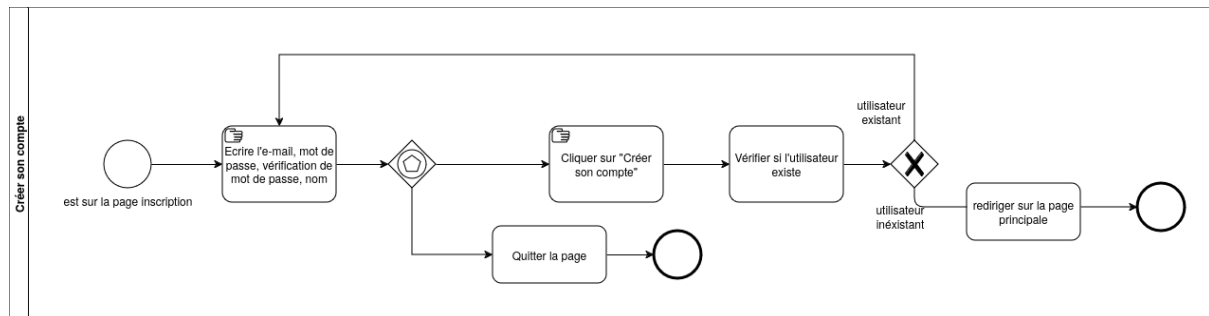 Créer son compte
est sur la page inscription
Ecrire l'e-mail, mot de
passe, vérification de
mot de passe, nom
Cliquer sur "Créer
son compte"
Vérifier si l'utilisateur
existe
utilisateur
existant
utilisateur
inéxistant
rediriger sur la page
principale
Quitter la page